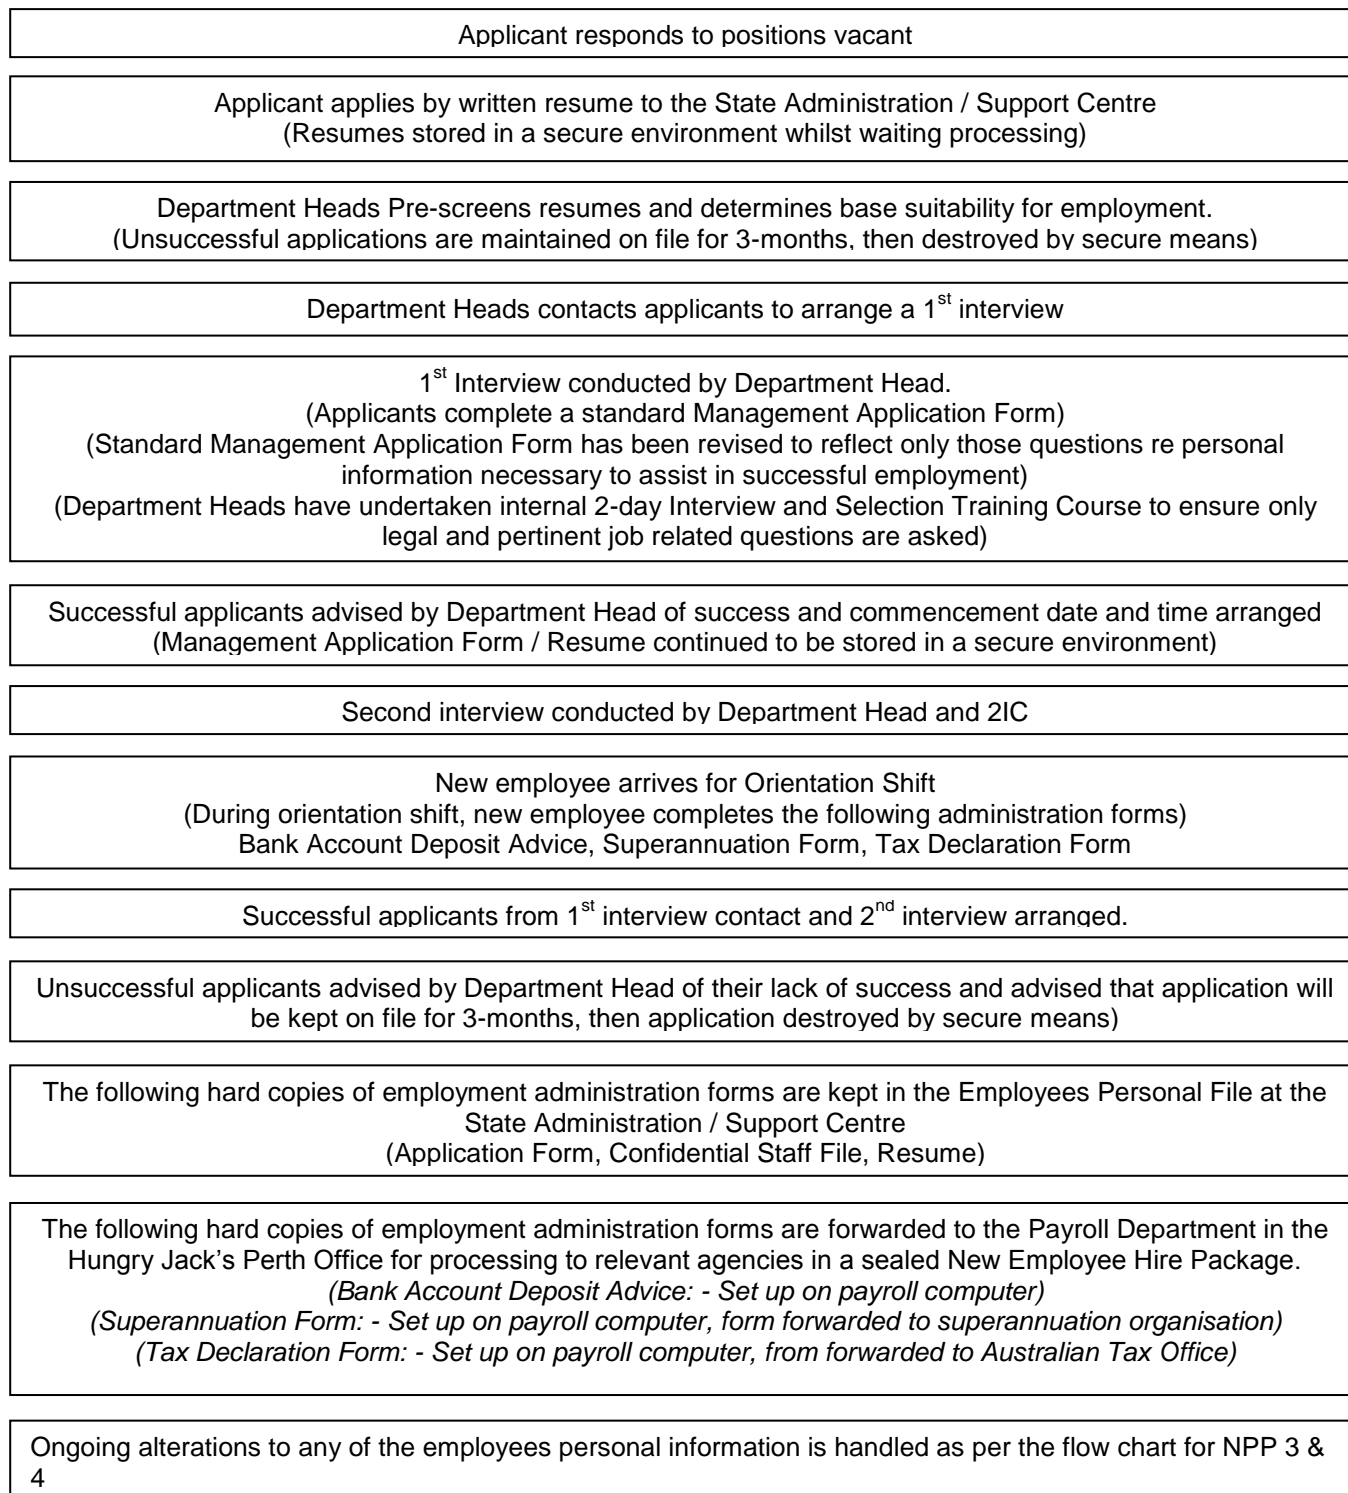 Applicant responds to positions vacant
Applicant applies by written resume to the State Administration / Support Centre
(Resumes stored in a secure environment whilst waiting processing)
Department Heads Pre-screens resumes and determines base suitability for employment.
(Unsuccessful applications are maintained on file for 3-months, then destroyed by secure means)
Department Heads contacts applicants to arrange a 1st interview
1st Interview conducted by Department Head.
(Applicants complete a standard Management Application Form)
(Standard Management Application Form has been revised to reflect only those questions re personal
information necessary to assist in successful employment)
(Department Heads have undertaken internal 2-day Interview and Selection Training Course to ensure only
legal and pertinent job related questions are asked)
Successful applicants advised by Department Head of success and commencement date and time arranged
(Management Application Form / Resume continued to be stored in a secure environment)
Second interview conducted by Department Head and 2IC
New employee arrives for Orientation Shift
(During orientation shift, new employee completes the following administration forms)
Bank Account Deposit Advice, Superannuation Form, Tax Declaration Form
Successful applicants from 1st interview contact and 2nd interview arranged.
Unsuccessful applicants advised by Department Head of their lack of success and advised that application will
be kept on file for 3-months, then application destroyed by secure means)
The following hard copies of employment administration forms are kept in the Employees Personal File at the
State Administration / Support Centre
(Application Form, Confidential Staff File, Resume)
The following hard copies of employment administration forms are forwarded to the Payroll Department in the
Hungry Jack's Perth Office for processing to relevant agencies in a sealed New Employee Hire Package.
(Bank Account Deposit Advice: - Set up on payroll computer)
(Superannuation Form: - Set up on payroll computer, form forwarded to superannuation organisation)
(Tax Declaration Form: - Set up on payroll computer, from forwarded to Australian Tax Office)
Ongoing alterations to any of the employees personal information is handled as per the flow chart for NPP 3 &
4